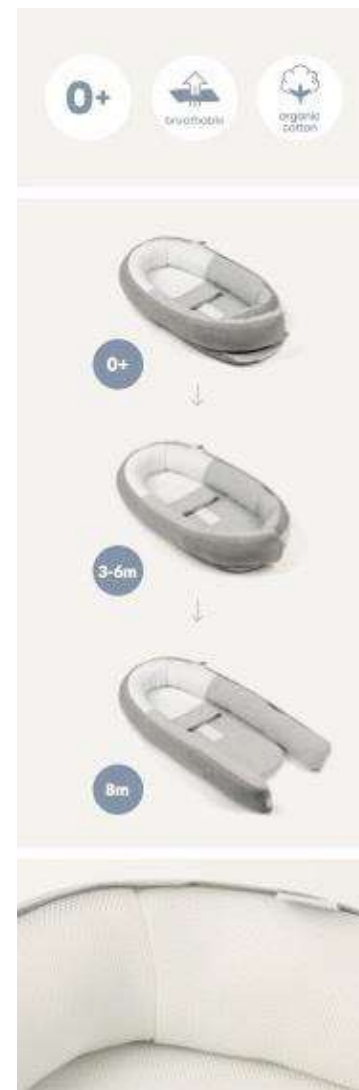 0+
breathable
organic
cotton
0+
3-6m
8m